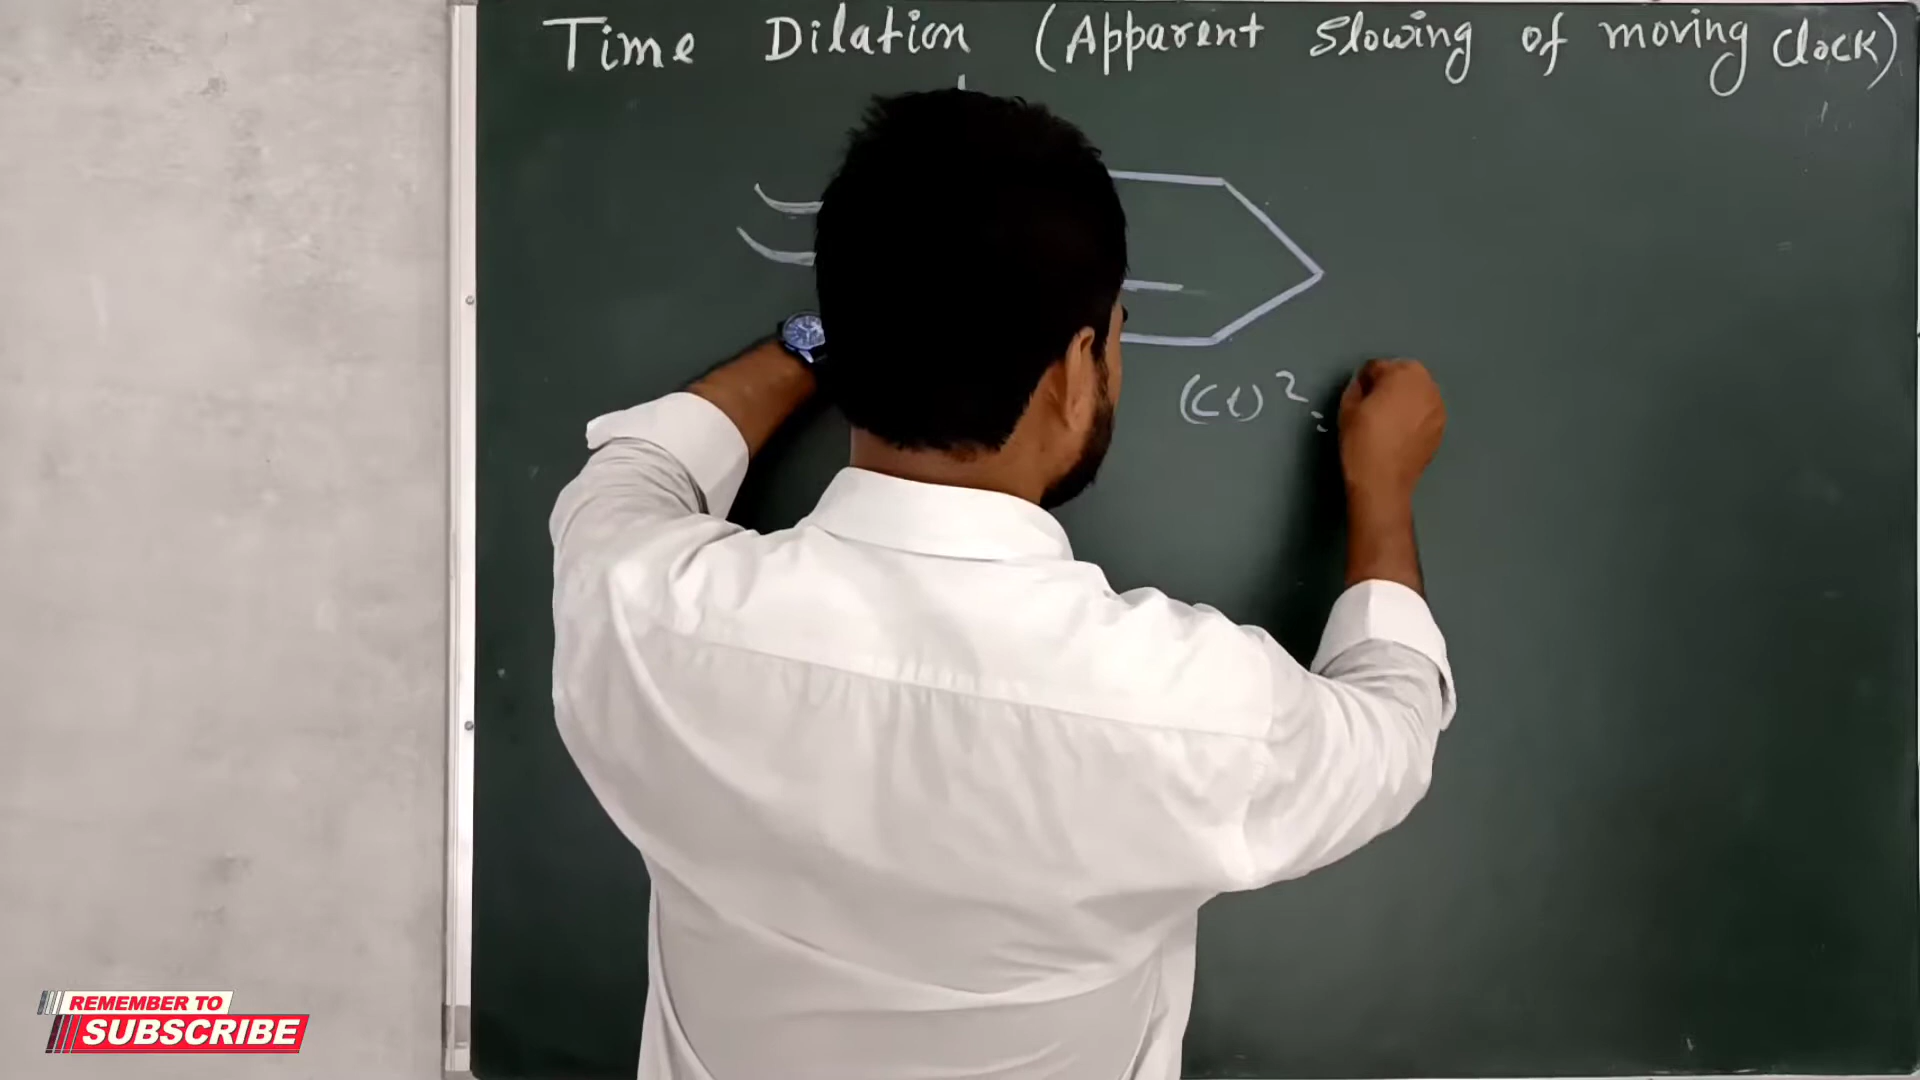 Time Dilation (Apparent Slowing of moving Clock)
(ct)² =
REMEMBER TO
SUBSCRIBE